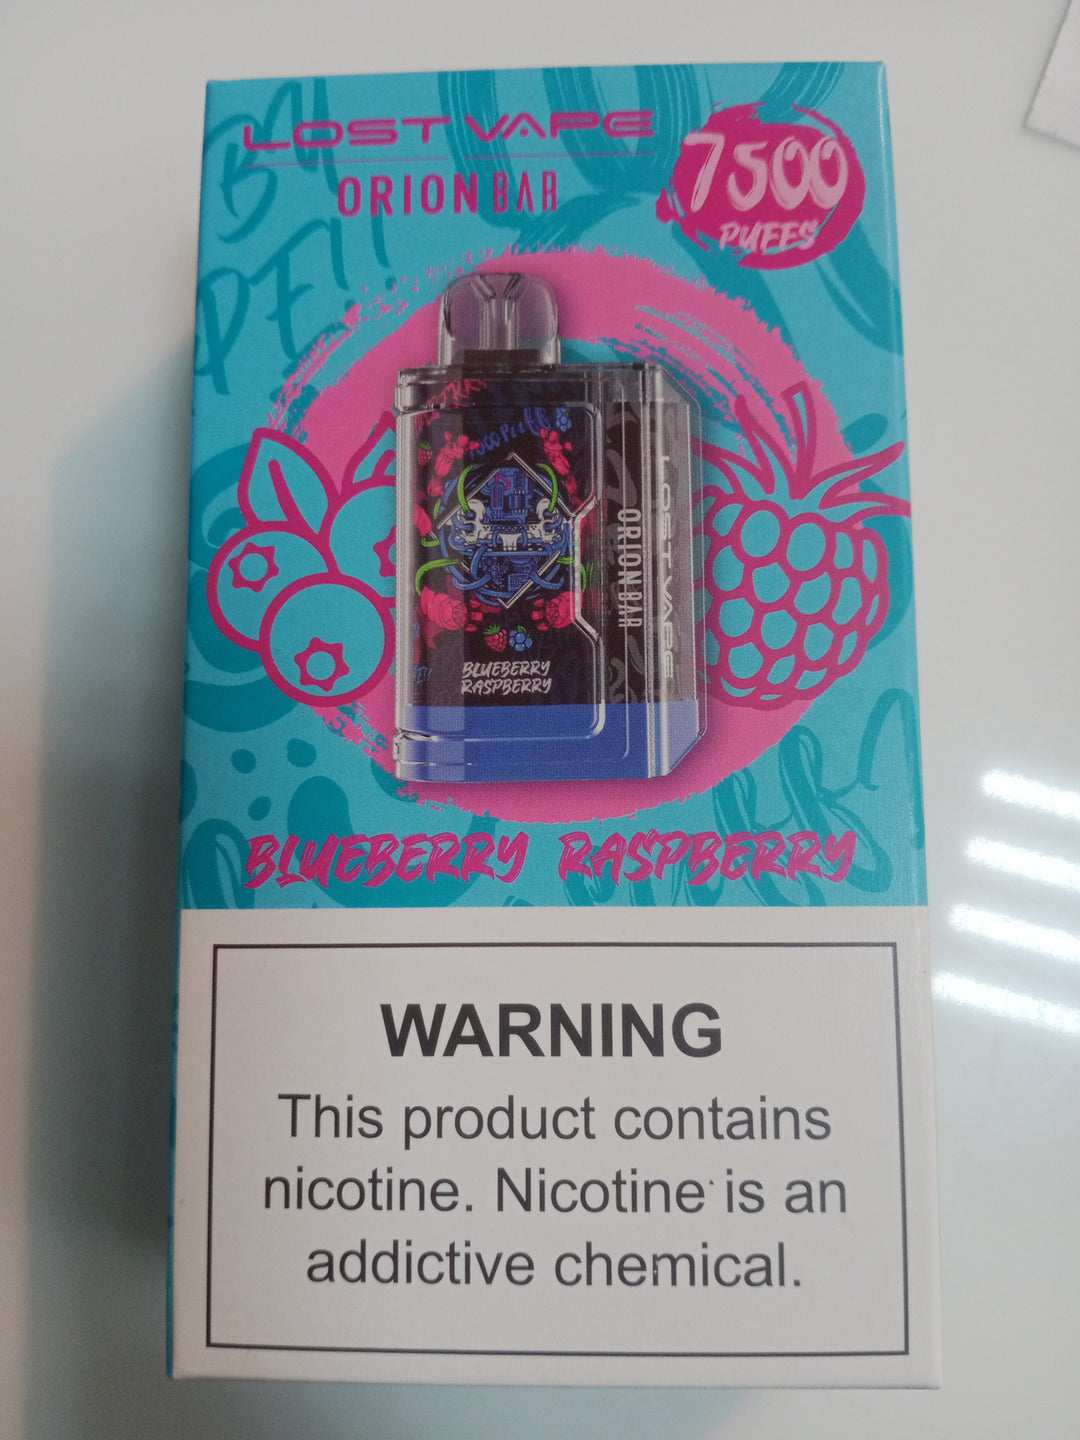 LOST VAPE
ORION BAR
7500
PUFFS
ORION BAR
LOST VAPE
BLUEBERRY
RASPBERRY
BLUEBERRY RASPBERRY
WARNING
This product contains
nicotine. Nicotine is an
addictive chemical.